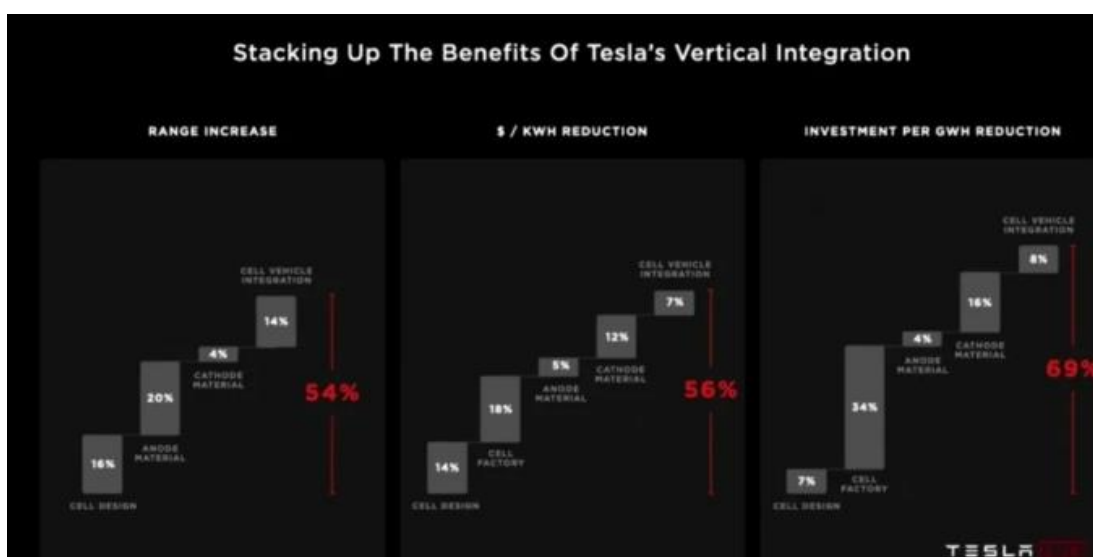 Stacking Up The Benefits Of Tesla's Vertical Integration
RANGE INCREASE
CELL VEHICLE
INTEGRATION
14%
4%
CATHODE
MATERIAL
20%
ANODE
MATERIAL
16%
CELL DESIGN
54%
$ / KWH REDUCTION
CELL VEHICLE
INTEGRATION
7%
12%
CATHODE
MATERIAL
5%
ANODE
MATERIAL
18%
CELL
FACTORY
14%
CELL DESIGN
56%
INVESTMENT PER GWH REDUCTION
CELL VEHICLE
INTEGRATION
8%
16%
CATHODE
MATERIAL
4%
ANODE
MATERIAL
34%
CELL
FACTORY
7%
CELL DESIGN
69%
TESLA